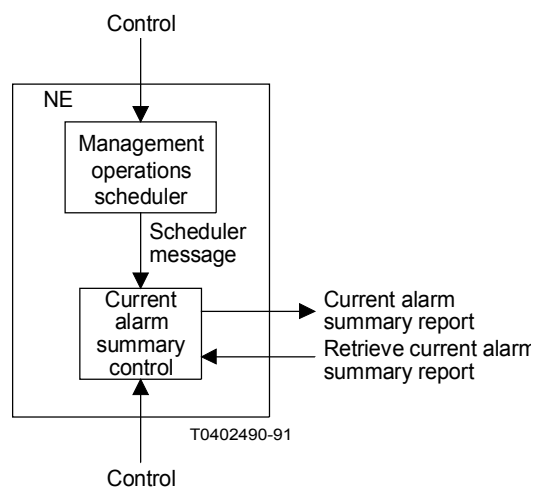 Control
NE
Management
operations
scheduler
Scheduler
message
Current
alarm
summary
control
Current alarm
summary report
Retrieve current alarm
summary report
T0402490-91
Control